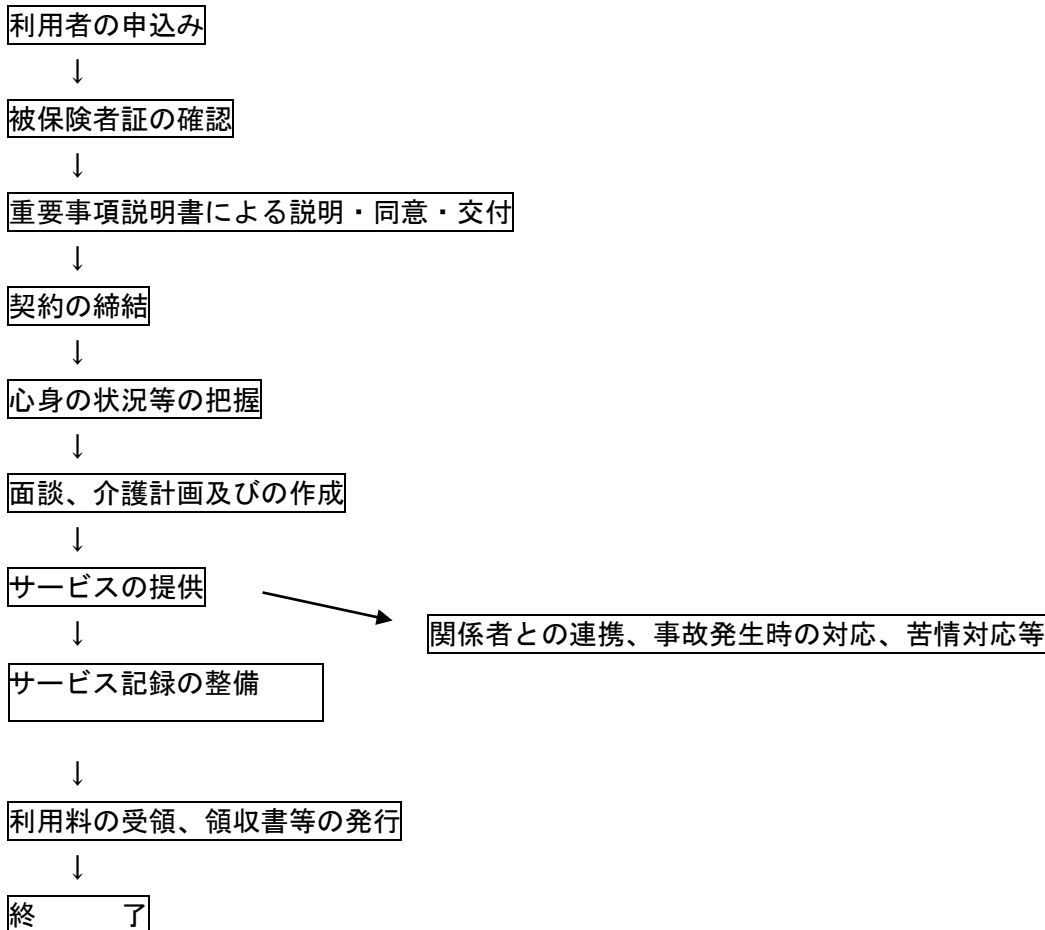 利用者の申込み
↓
被保険者証の確認
↓
重要事項説明書による説明・同意・交付
↓
契約の締結
↓
心身の状況等の把握
↓
面談、介護計画及びの作成
↓
サービスの提供
↓
関係者との連携、事故発生時の対応、苦情対応等
サービス記録の整備
↓
利用料の受領、領収書等の発行
↓
終　　　了